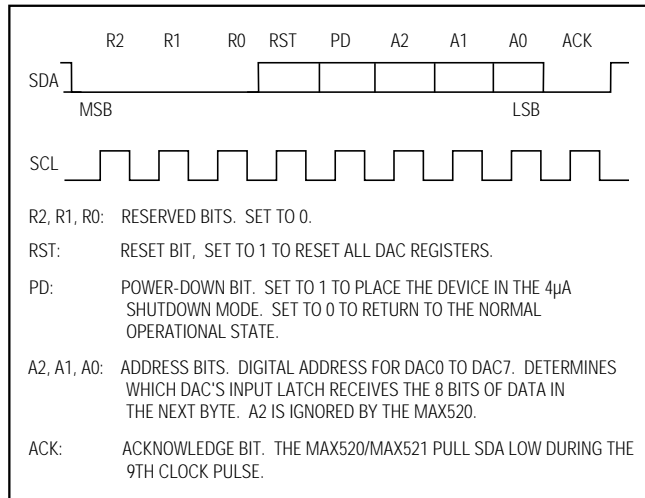 R2 R1 R0 RST PD A2 A1 A0 ACK
SDA
MSB LSB
SCL
R2, R1, R0: RESERVED BITS. SET TO 0.
RST: RESET BIT, SET TO 1 TO RESET ALL DAC REGISTERS.
PD: POWER-DOWN BIT. SET TO 1 TO PLACE THE DEVICE IN THE 4µA
SHUTDOWN MODE. SET TO 0 TO RETURN TO THE NORMAL
OPERATIONAL STATE.
A2, A1, A0: ADDRESS BITS. DIGITAL ADDRESS FOR DAC0 TO DAC7. DETERMINES
WHICH DAC'S INPUT LATCH RECEIVES THE 8 BITS OF DATA IN
THE NEXT BYTE. A2 IS IGNORED BY THE MAX520.
ACK: ACKNOWLEDGE BIT. THE MAX520/MAX521 PULL SDA LOW DURING THE
9TH CLOCK PULSE.